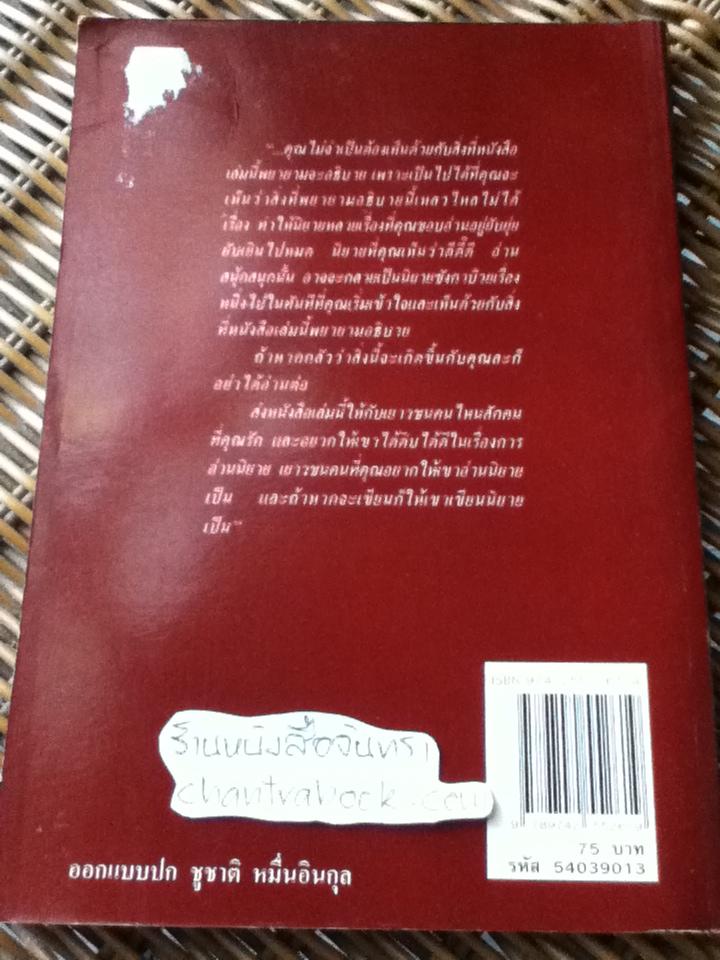 "...คุณไม่จำเป็นต้องเห็นด้วยกับสิ่งที่หนังสือ
เล่มนี้พยายามจะอธิบาย เพราะเป็นไปได้ที่คุณจะ
เห็นว่าสิ่งที่พยายามอธิบายนี้เหลวไหลไม่ได้
เรื่อง ทำให้นิยายหลายเรื่องที่คุณชอบอ่านอยู่ยับยุ่ย
ยับเยินไปหมด นิยายที่คุณเห็นว่าดีดี๊ดี อ่าน
สนุ้กสนุกนั้น อาจจะกลายเป็นนิยายซังกาบ๊วยเรื่อง
หนึ่งไปในทันทีที่คุณเริ่มเข้าใจและเห็นด้วยกับสิ่ง
ที่หนังสือเล่มนี้พยายามอธิบาย
ถ้าหากกลัวว่าสิ่งนี้จะเกิดขึ้นกับคุณละก็
อย่าได้อ่านต่อ
ส่งหนังสือเล่มนี้ให้กับเยาวชนคนไหนสักคน
ที่คุณรัก และอยากให้เขาได้ดิบได้ดีในเรื่องการ
อ่านนิยาย เยาวชนคนที่คุณอยากให้เขาอ่านนิยาย
เป็น และถ้าหากจะเขียนก็ให้เขาเขียนนิยาย
เป็น"
ISBN
ร้านหนังสือจันทรา
chantrabook.com
75 บาท
รหัส 54039013
ออกแบบปก ชูชาติ หมื่นอินกุล